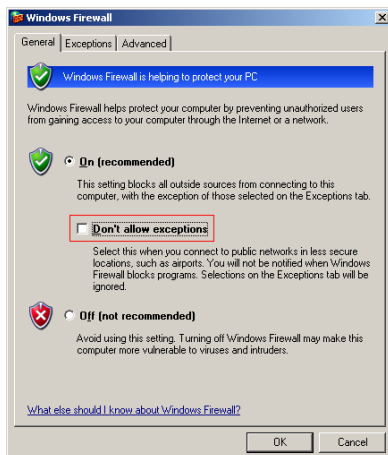 Windows Firewall
General Exceptions Advanced
Windows Firewall is helping to protect your PC
Windows Firewall helps protect your computer by preventing unauthorized users
from gaining access to your computer through the Internet or a network.
On (recommended)
This setting blocks all outside sources from connecting to this
computer, with the exception of those selected on the Exceptions tab.
Don't allow exceptions
Select this when you connect to public networks in less secure
locations, such as airports. You will not be notified when Windows
Firewall blocks programs. Selections on the Exceptions tab will be
ignored.
Off (not recommended)
Avoid using this setting. Turning off Windows Firewall may make this
computer more vulnerable to viruses and intruders.
What else should I know about Windows Firewall?
OK Cancel